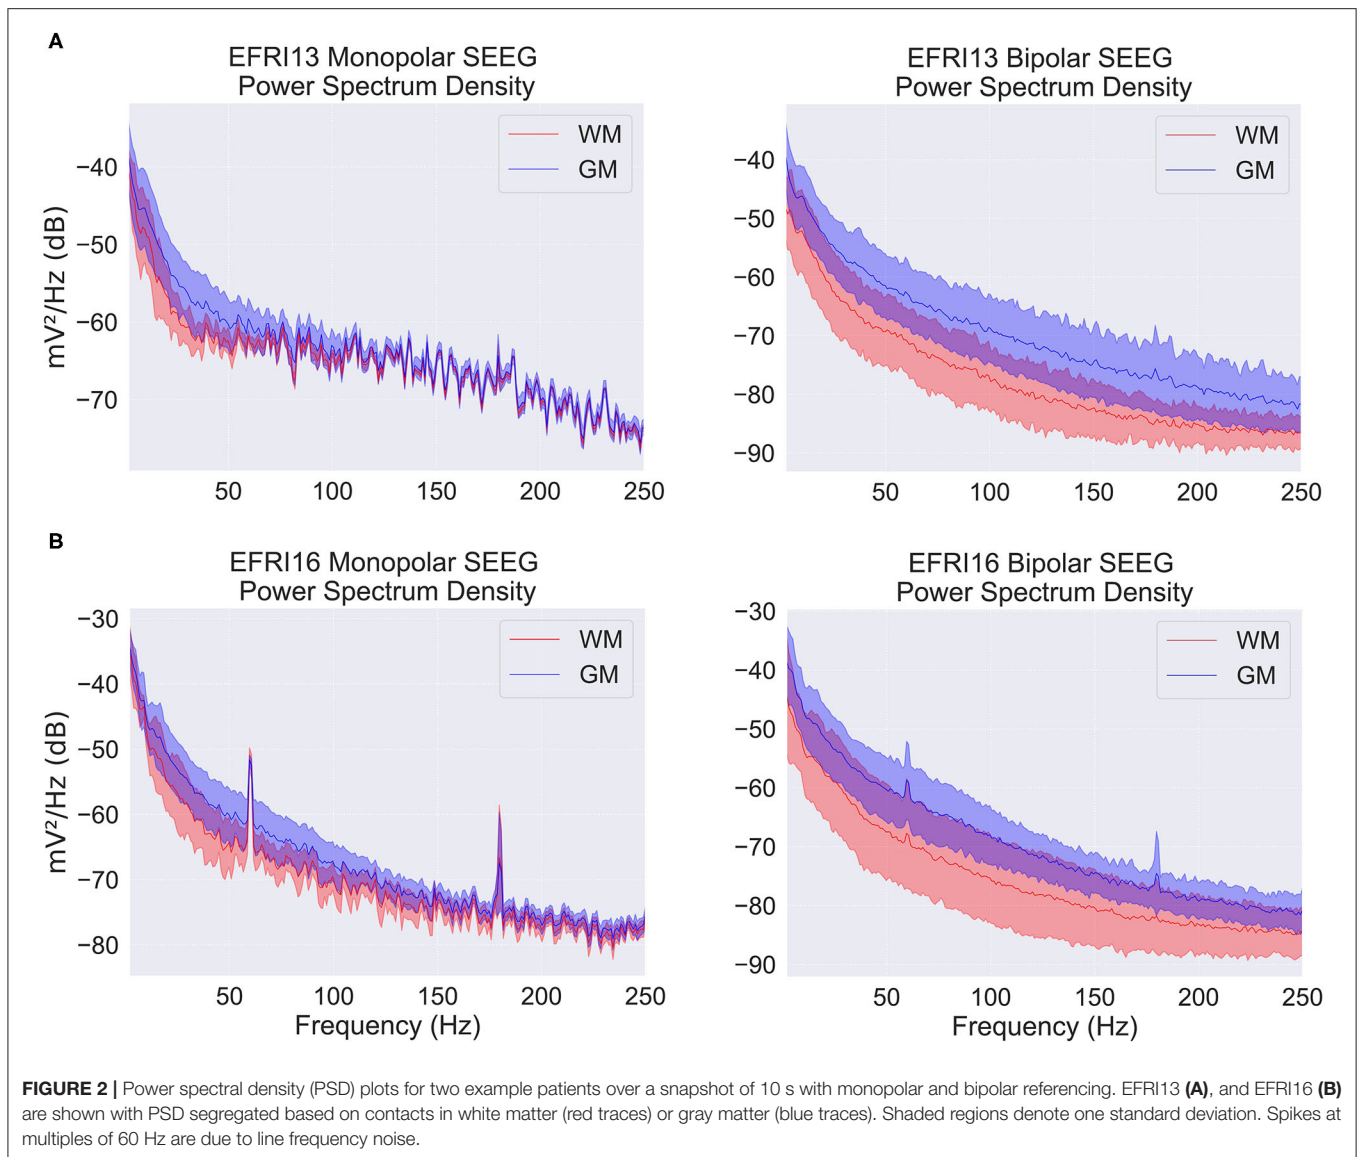 A
EFRI13 Monopolar SEEG
Power Spectrum Density
WM
GM
−40
−50
−60
−70
mV²/Hz (dB)
50 100 150 200 250
EFRI13 Bipolar SEEG
Power Spectrum Density
WM
GM
−40
−50
−60
−70
−80
−90
50 100 150 200 250
B
EFRI16 Monopolar SEEG
Power Spectrum Density
WM
GM
−30
−40
−50
−60
−70
−80
mV²/Hz (dB)
50 100 150 200 250
Frequency (Hz)
EFRI16 Bipolar SEEG
Power Spectrum Density
WM
GM
−30
−40
−50
−60
−70
−80
−90
50 100 150 200 250
Frequency (Hz)
FIGURE 2 | Power spectral density (PSD) plots for two example patients over a snapshot of 10 s with monopolar and bipolar referencing. EFRI13 (A), and EFRI16 (B)
are shown with PSD segregated based on contacts in white matter (red traces) or gray matter (blue traces). Shaded regions denote one standard deviation. Spikes at
multiples of 60 Hz are due to line frequency noise.